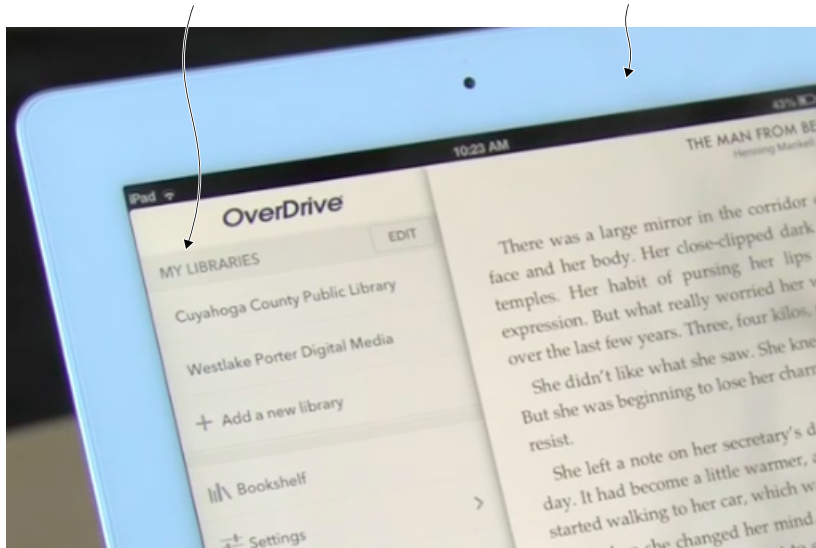 iPad
10:23 AM
43%
OverDrive
MY LIBRARIES
EDIT
Cuyahoga County Public Library
Westlake Porter Digital Media
+ Add a new library
Bookshelf
Settings
THE MAN FROM BE
Henning Mankell
There was a large mirror in the corridor
face and her body. Her close-clipped dark
temples. Her habit of pursing her lips
expression. But what really worried her
over the last few years. Three, four kilos,
She didn't like what she saw. She kne
But she was beginning to lose her charm
resist.
She left a note on her secretary's d
day. It had become a little warmer, a
started walking to her car, which w
she changed her mind.